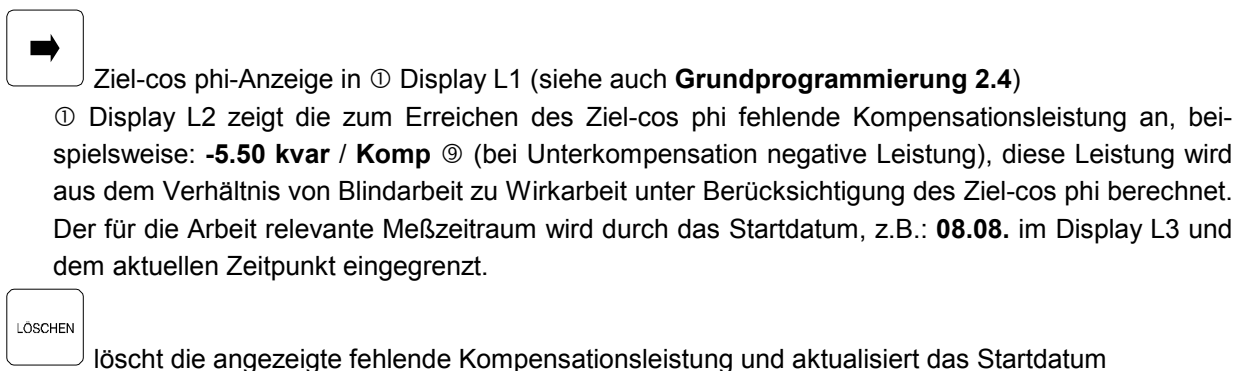 ➡ Ziel-cos phi-Anzeige in ① Display L1 (siehe auch Grundprogrammierung 2.4)
① Display L2 zeigt die zum Erreichen des Ziel-cos phi fehlende Kompensationsleistung an, bei-
spielsweise: -5.50 kvar / Komp ⑨ (bei Unterkompensation negative Leistung), diese Leistung wird
aus dem Verhältnis von Blindarbeit zu Wirkarbeit unter Berücksichtigung des Ziel-cos phi berechnet.
Der für die Arbeit relevante Meßzeitraum wird durch das Startdatum, z.B.: 08.08. im Display L3 und
dem aktuellen Zeitpunkt eingegrenzt.
LÖSCHEN
löscht die angezeigte fehlende Kompensationsleistung und aktualisiert das Startdatum